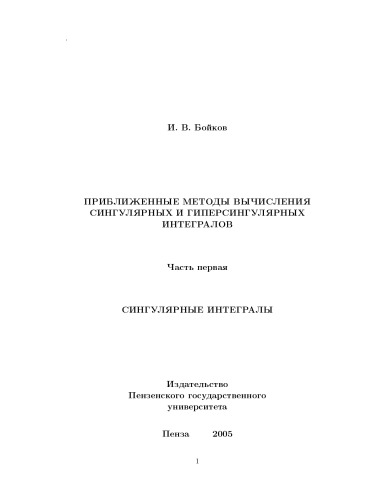 И. В. Бойков
ПРИБЛИЖЕННЫЕ МЕТОДЫ ВЫЧИСЛЕНИЯ
СИНГУЛЯРНЫХ И ГИПЕРСИНГУЛЯРНЫХ
ИНТЕГРАЛОВ
Часть первая
СИНГУЛЯРНЫЕ ИНТЕГРАЛЫ
Издательство
Пензенского государственного
университета
Пенза 2005
1